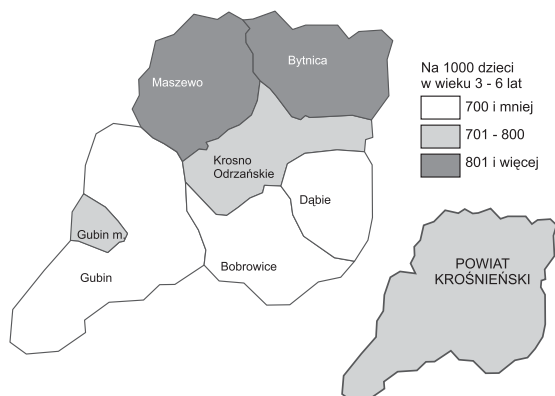 Bytnica
Maszewo
Krosno
Odrzańskie
Dąbie
Gubin m.
Gubin
Bobrowice
Na 1000 dzieci
w wieku 3 - 6 lat
700 i mniej
701 - 800
801 i więcej
POWIAT
KROŚNIEŃSKI